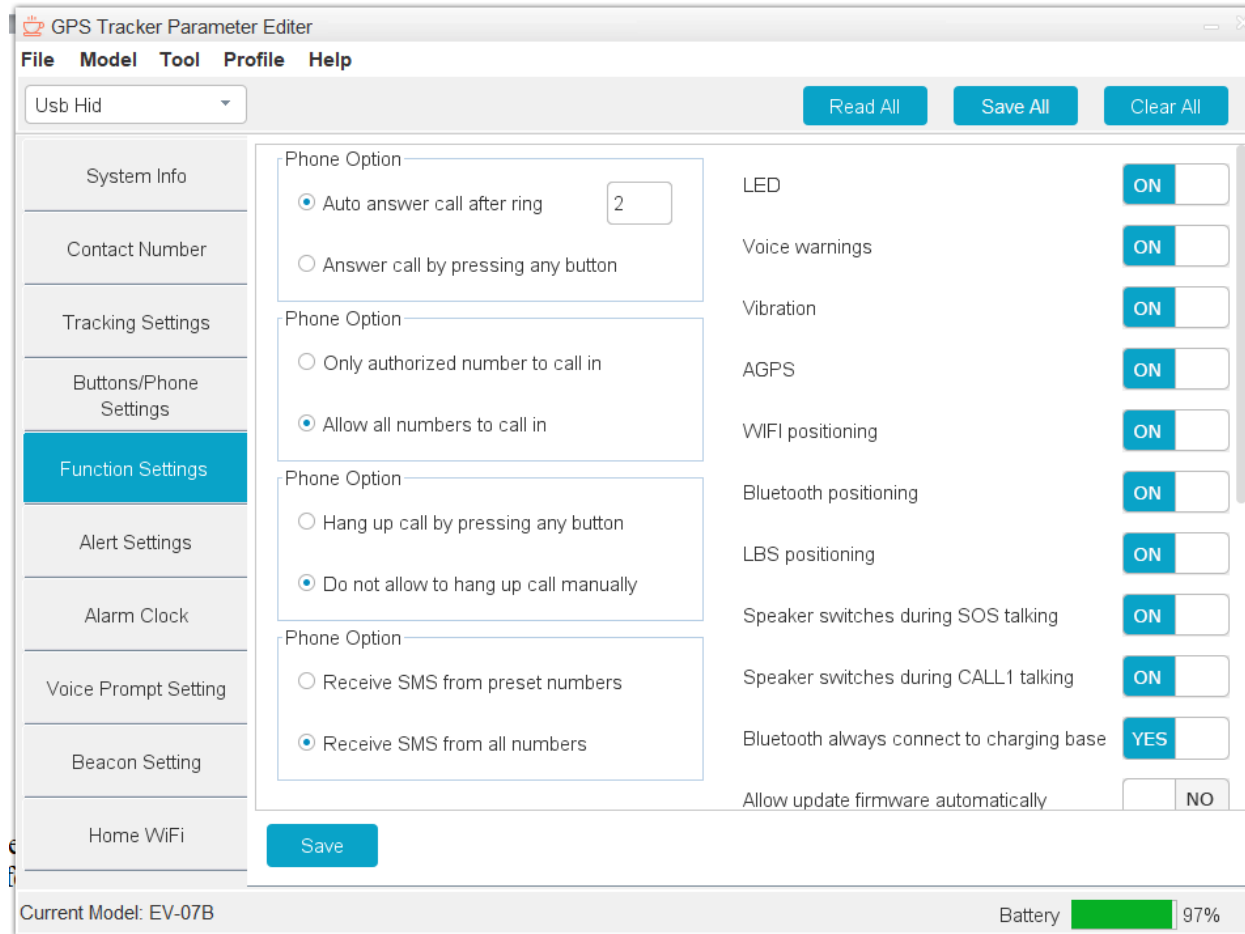 GPS Tracker Parameter Editer
File Model Tool Profile Help
Usb Hid
Read All Save All Clear All
System Info
Contact Number
Tracking Settings
Buttons/Phone
Settings
Function Settings
Alert Settings
Alarm Clock
Voice Prompt Setting
Beacon Setting
Home WiFi
Phone Option
Auto answer call after ring 2
Answer call by pressing any button
Phone Option
Only authorized number to call in
Allow all numbers to call in
Phone Option
Hang up call by pressing any button
Do not allow to hang up call manually
Phone Option
Receive SMS from preset numbers
Receive SMS from all numbers
LED ON
Voice warnings ON
Vibration ON
AGPS ON
WIFI positioning ON
Bluetooth positioning ON
LBS positioning ON
Speaker switches during SOS talking ON
Speaker switches during CALL1 talking ON
Bluetooth always connect to charging base YES
Allow update firmware automatically NO
Save
Current Model: EV-07B
Battery 97%